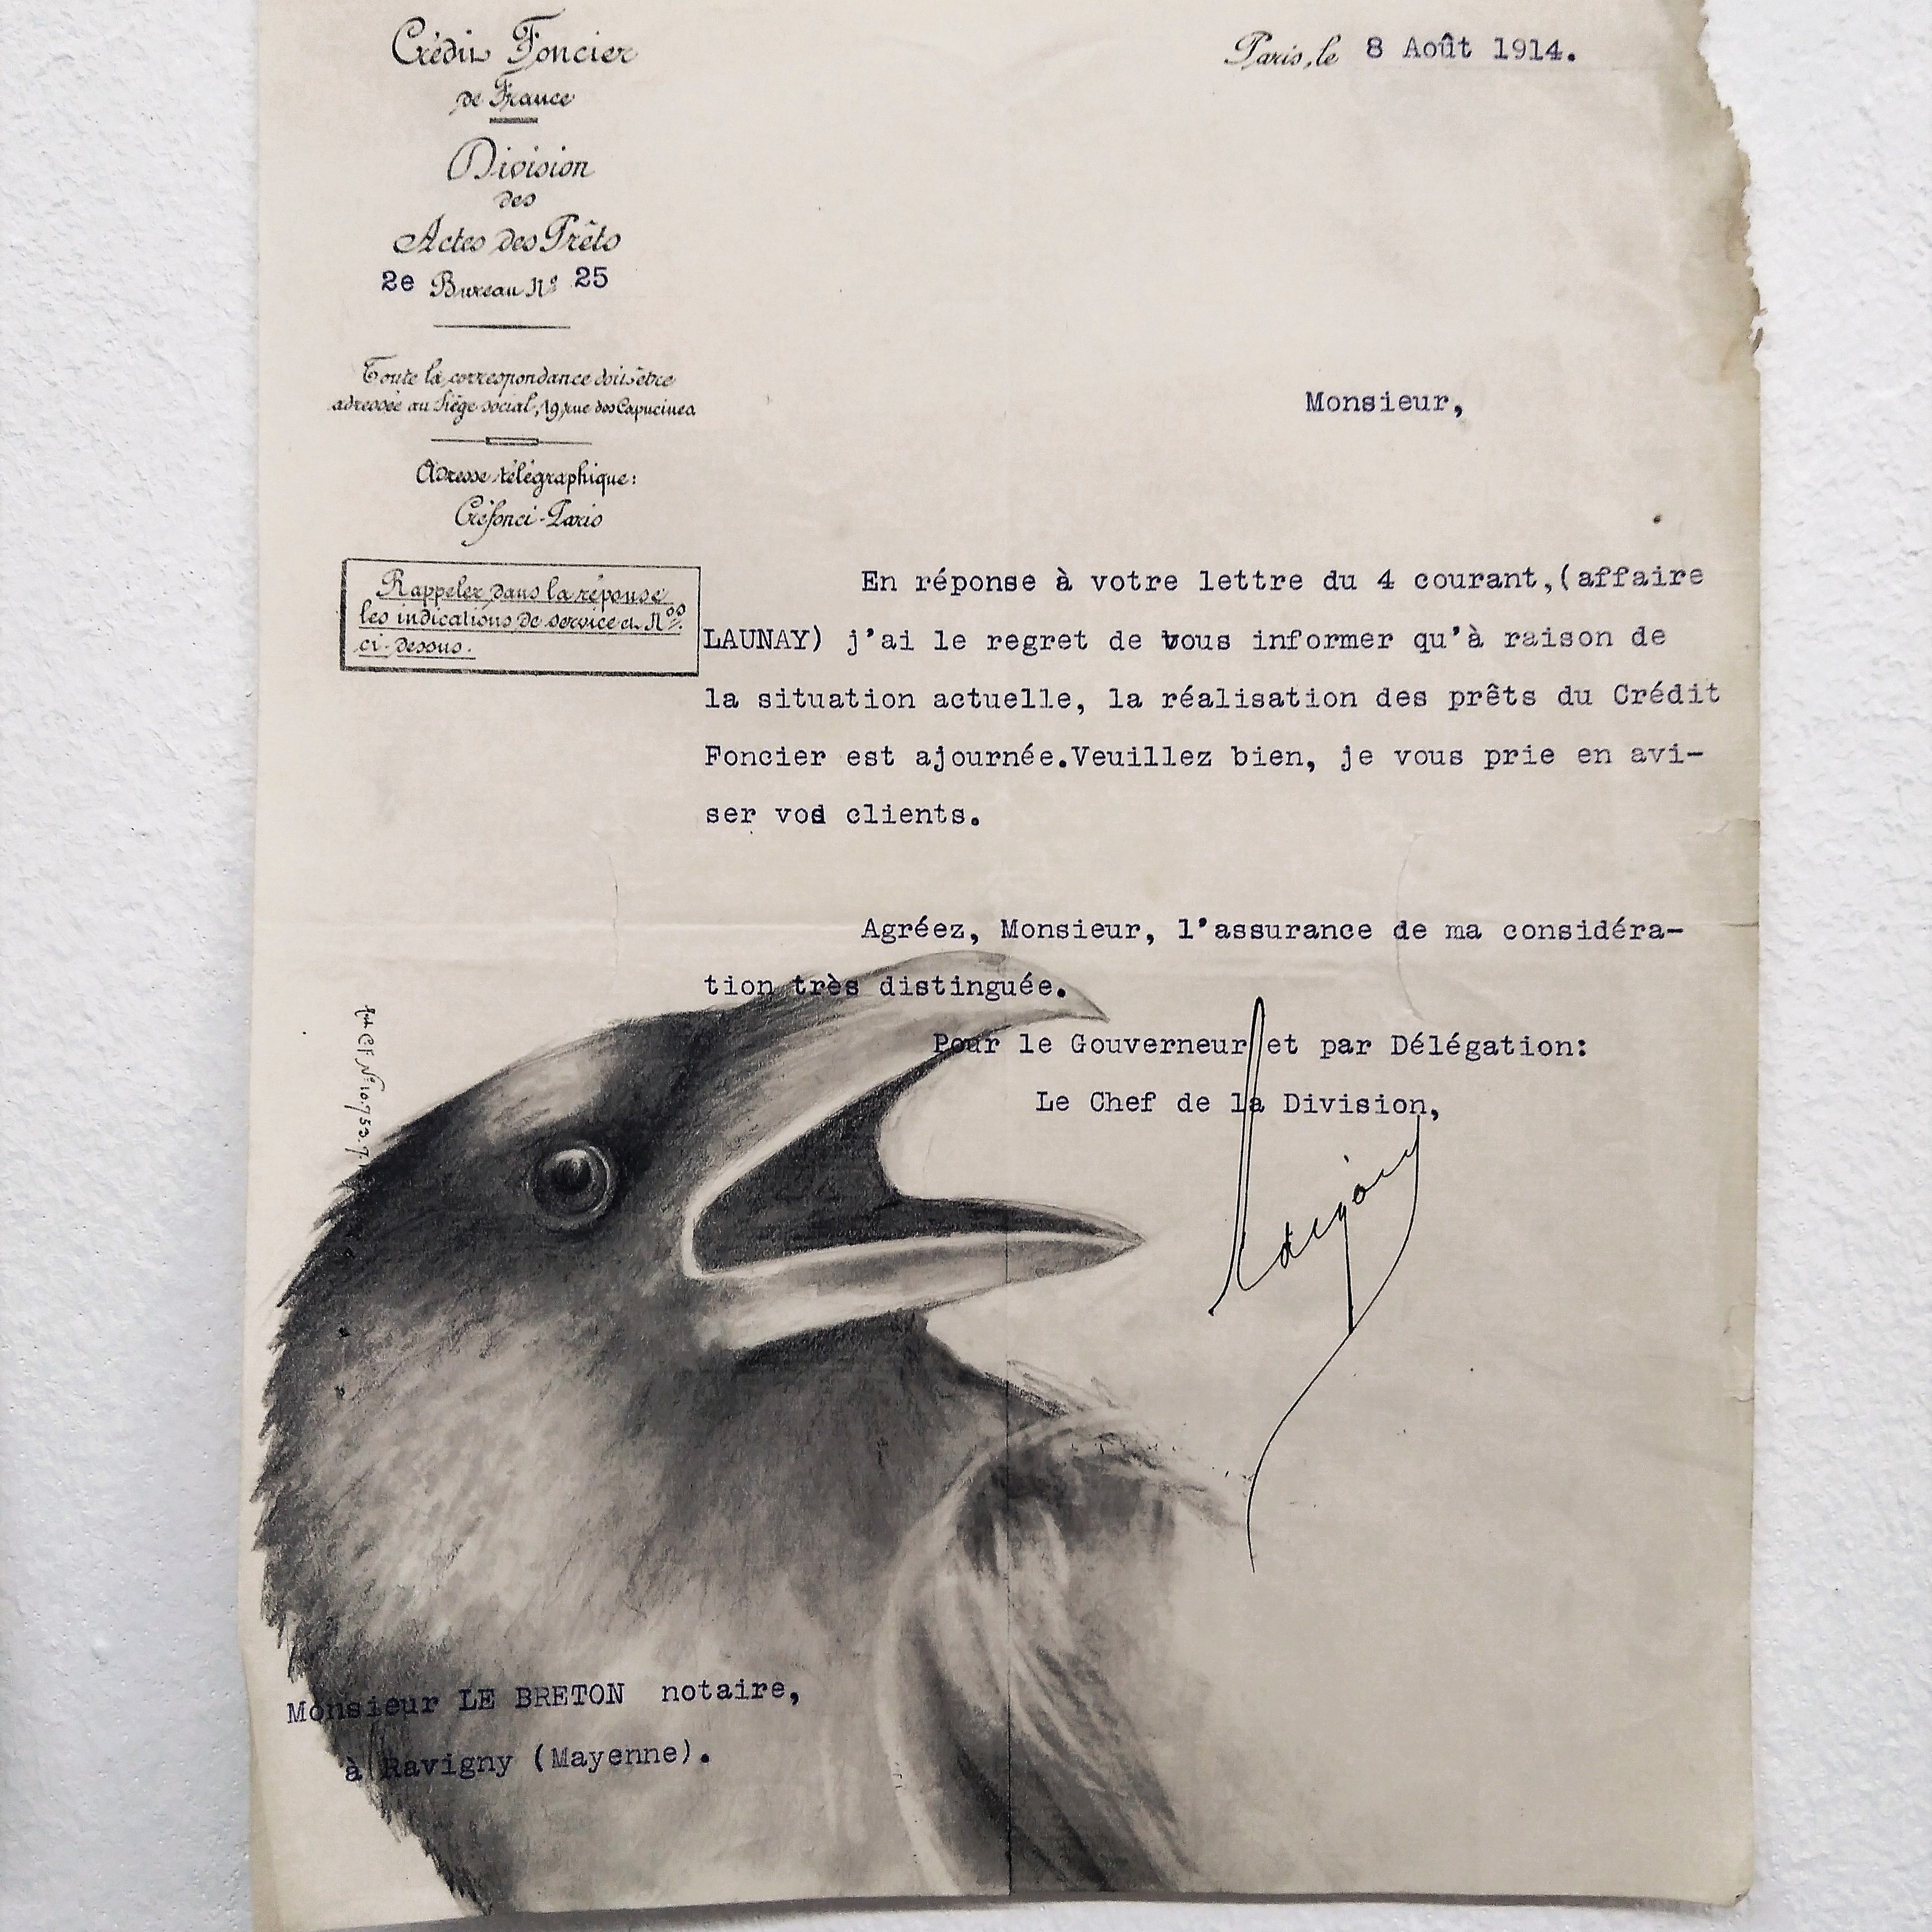 Crédit Foncier
de France
Division
des
Actes des Prêts
2e Bureau Nº 25
Toute la correspondance doit être
adressée au Siège social, 19, rue des Capucines
Adresse télégraphique:
Créfonci-Paris
Rappeler dans la réponse
les indications de service et Nos
ci-dessus.
Paris, le 8 Août 1914.
Monsieur,
En réponse à votre lettre du 4 courant,(affaire
LAUNAY) j'ai le regret de vous informer qu'à raison de
la situation actuelle, la réalisation des prêts du Crédit
Foncier est ajournée.Veuillez bien, je vous prie en avi-
ser vos clients.
Agréez, Monsieur, l'assurance de ma considéra-
tion très distinguée.
Pour le Gouverneur et par Délégation:
Le Chef de la Division,
Monsieur LE BRETON notaire,
à Ravigny (Mayenne).